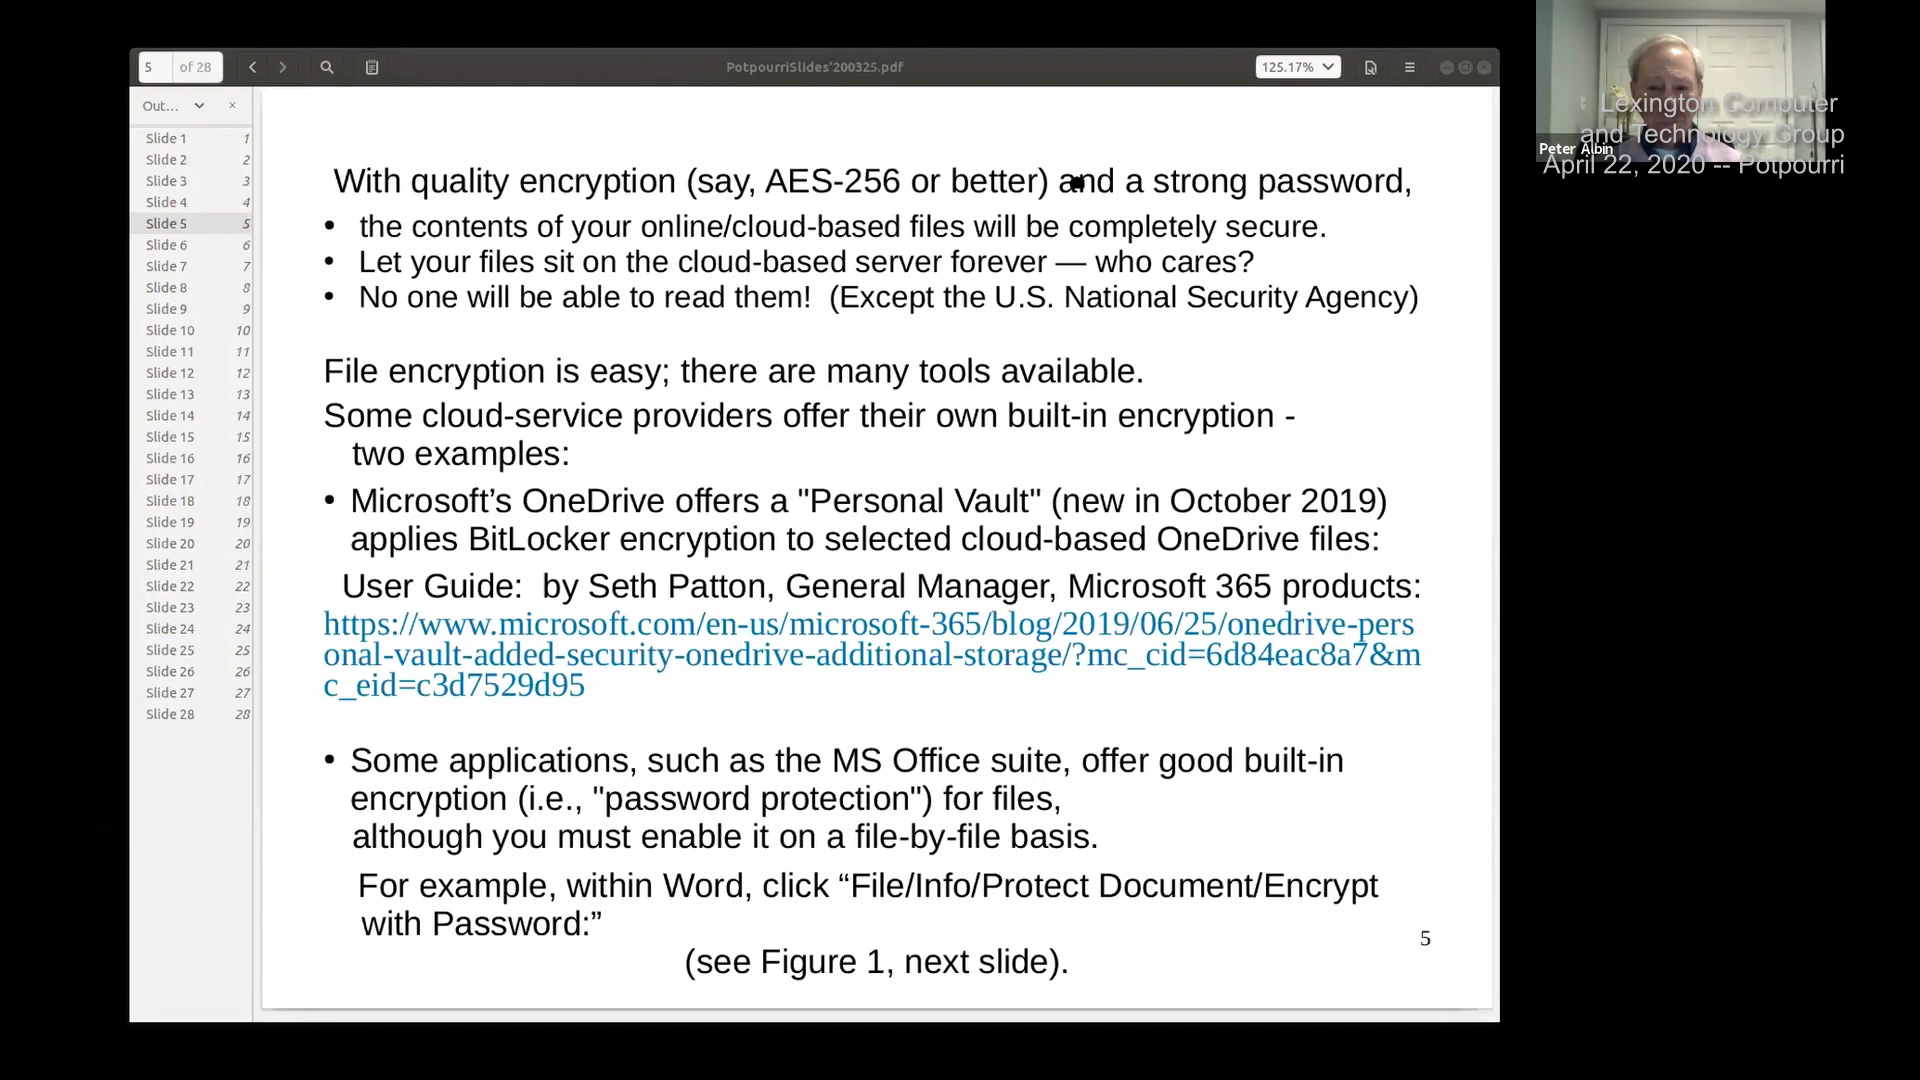 5 of 28
PotpourriSlides'200325.pdf
125.17%
Out...
Slide 1 1
Slide 2 2
Slide 3 3
Slide 4 4
Slide 5 5
Slide 6 6
Slide 7 7
Slide 8 8
Slide 9 9
Slide 10 10
Slide 11 11
Slide 12 12
Slide 13 13
Slide 14 14
Slide 15 15
Slide 16 16
Slide 17 17
Slide 18 18
Slide 19 19
Slide 20 20
Slide 21 21
Slide 22 22
Slide 23 23
Slide 24 24
Slide 25 25
Slide 26 26
Slide 27 27
Slide 28 28
With quality encryption (say, AES-256 or better) and a strong password,
• the contents of your online/cloud-based files will be completely secure.
• Let your files sit on the cloud-based server forever — who cares?
• No one will be able to read them! (Except the U.S. National Security Agency)
File encryption is easy; there are many tools available.
Some cloud-service providers offer their own built-in encryption -
two examples:
• Microsoft’s OneDrive offers a "Personal Vault" (new in October 2019)
applies BitLocker encryption to selected cloud-based OneDrive files:
User Guide: by Seth Patton, General Manager, Microsoft 365 products:
https://www.microsoft.com/en-us/microsoft-365/blog/2019/06/25/onedrive-pers
onal-vault-added-security-onedrive-additional-storage/?mc_cid=6d84eac8a7&m
c_eid=c3d7529d95
• Some applications, such as the MS Office suite, offer good built-in
encryption (i.e., "password protection") for files,
although you must enable it on a file-by-file basis.
For example, within Word, click “File/Info/Protect Document/Encrypt
with Password:”
(see Figure 1, next slide).
5
Lexington Computer
and Technology Group
Peter Albin
April 22, 2020 -- Potpourri